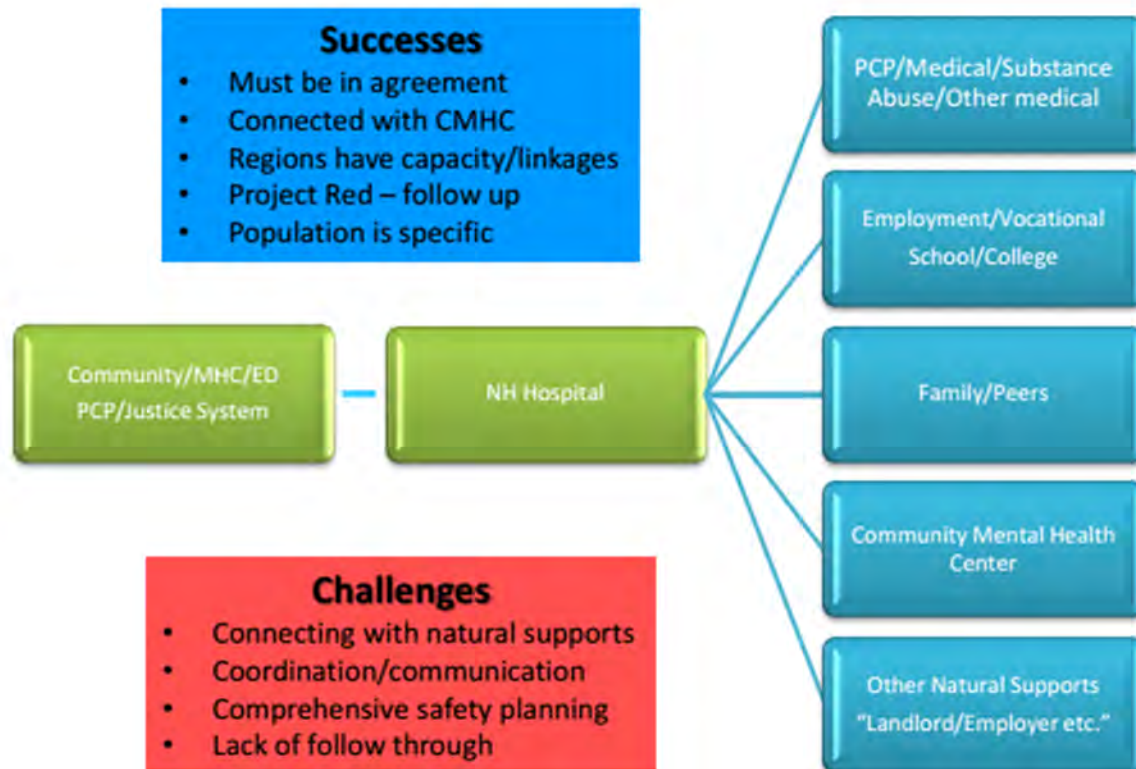 Successes
• Must be in agreement
• Connected with CMHC
• Regions have capacity/linkages
• Project Red – follow up
• Population is specific
Community/MHC/ED
PCP/Justice System
NH Hospital
PCP/Medical/Substance
Abuse/Other medical
Employment/Vocational
School/College
Family/Peers
Community Mental Health
Center
Other Natural Supports
“Landlord/Employer etc.”
Challenges
• Connecting with natural supports
• Coordination/communication
• Comprehensive safety planning
• Lack of follow through